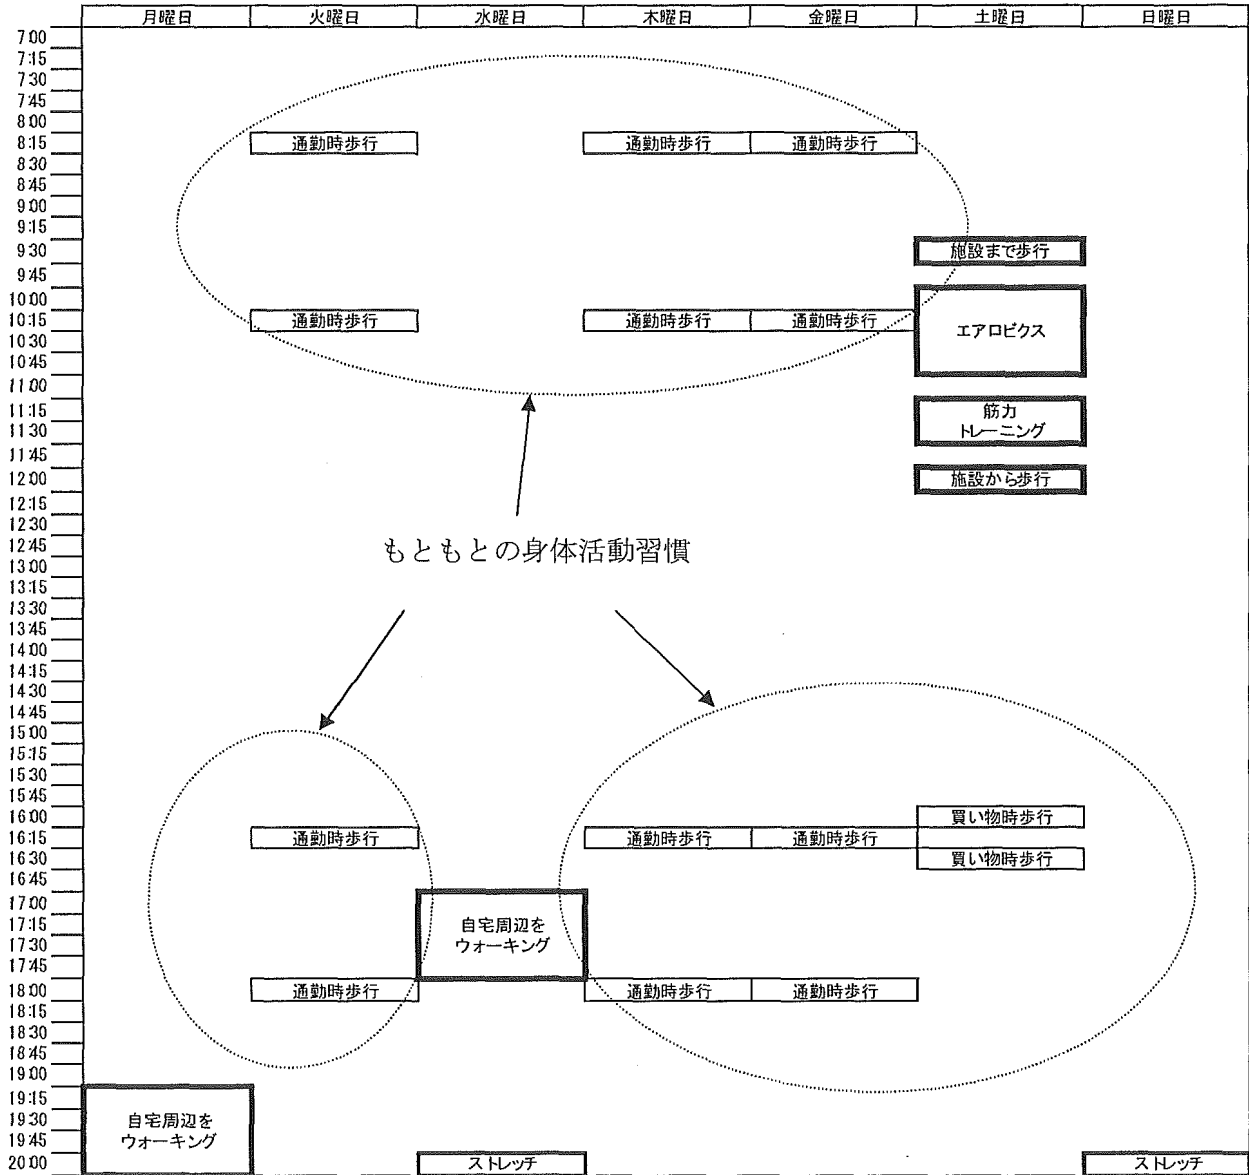 月曜日 火曜日 水曜日 木曜日 金曜日 土曜日 日曜日
7:00
7:15
7:30
7:45
8:00
8:15 通勤時歩行 通勤時歩行 通勤時歩行
8:30
8:45
9:00
9:15
9:30 施設まで歩行
9:45
10:00
10:15 通勤時歩行 通勤時歩行 通勤時歩行
10:30 エアロビクス
10:45
11:00
11:15 筋力
11:30 トレーニング
11:45
12:00 施設から歩行
12:15
12:30
12:45 もともとの身体活動習慣
13:00
13:15
13:30
13:45
14:00
14:15
14:30
14:45
15:00
15:15
15:30
15:45
16:00 買い物時歩行
16:15 通勤時歩行 通勤時歩行 通勤時歩行
16:30 買い物時歩行
16:45
17:00
17:15 自宅周辺を
17:30 ウォーキング
17:45
18:00 通勤時歩行 通勤時歩行 通勤時歩行
18:15
18:30
18:45
19:00
19:15
19:30 自宅周辺を
19:45 ウォーキング
20:00 ストレッチ ストレッチ